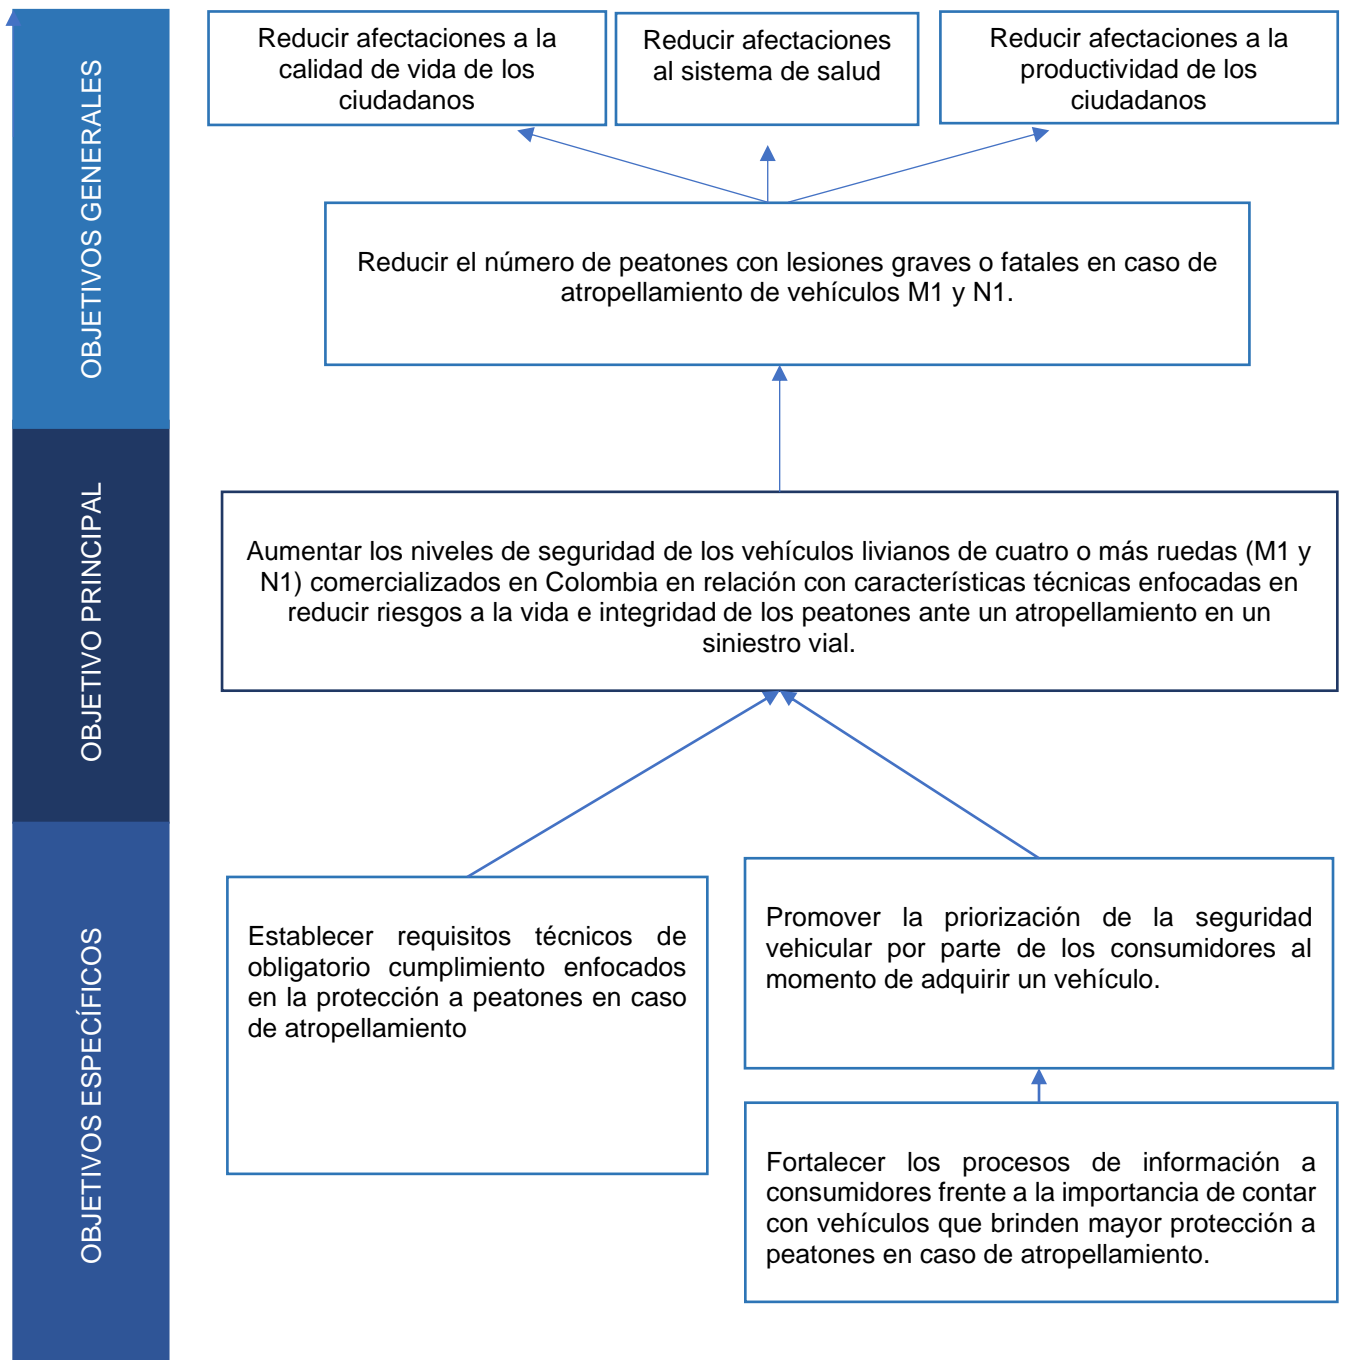 OBJETIVOS GENERALES
Reducir afectaciones a la
calidad de vida de los
ciudadanos
Reducir afectaciones
al sistema de salud
Reducir afectaciones a la
productividad de los
ciudadanos
Reducir el número de peatones con lesiones graves o fatales en caso de
atropellamiento de vehículos M1 y N1.
OBJETIVO PRINCIPAL
Aumentar los niveles de seguridad de los vehículos livianos de cuatro o más ruedas (M1 y
N1) comercializados en Colombia en relación con características técnicas enfocadas en
reducir riesgos a la vida e integridad de los peatones ante un atropellamiento en un
siniestro vial.
OBJETIVOS ESPECÍFICOS
Establecer requisitos técnicos de
obligatorio cumplimiento enfocados
en la protección a peatones en caso
de atropellamiento
Promover la priorización de la seguridad
vehicular por parte de los consumidores al
momento de adquirir un vehículo.
Fortalecer los procesos de información a
consumidores frente a la importancia de contar
con vehículos que brinden mayor protección a
peatones en caso de atropellamiento.